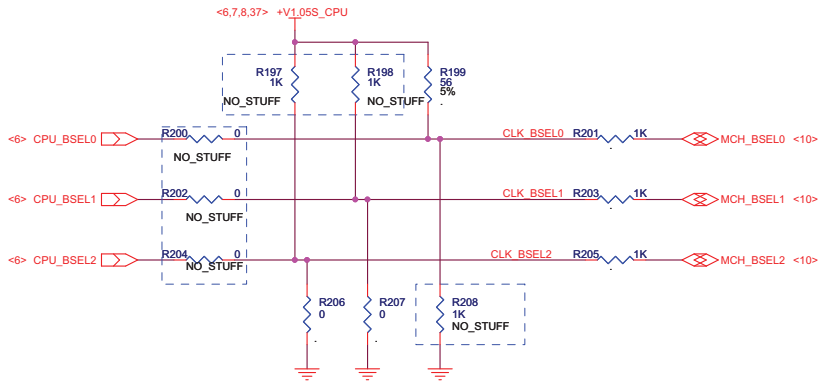 <6,7,8,37> +V1.05S_CPU
R197 R198 R199
1K 1K 56
5%
NO_STUFF NO_STUFF .
<6> CPU_BSEL0 R200 0 CLK_BSEL0 R201 1K MCH_BSEL0 <10>
NO_STUFF .
<6> CPU_BSEL1 R202 0 CLK_BSEL1 R203 1K MCH_BSEL1 <10>
NO_STUFF .
<6> CPU_BSEL2 R204 0 CLK_BSEL2 R205 1K MCH_BSEL2 <10>
NO_STUFF .
R206 R207 R208
0 0 1K
NO_STUFF
. .